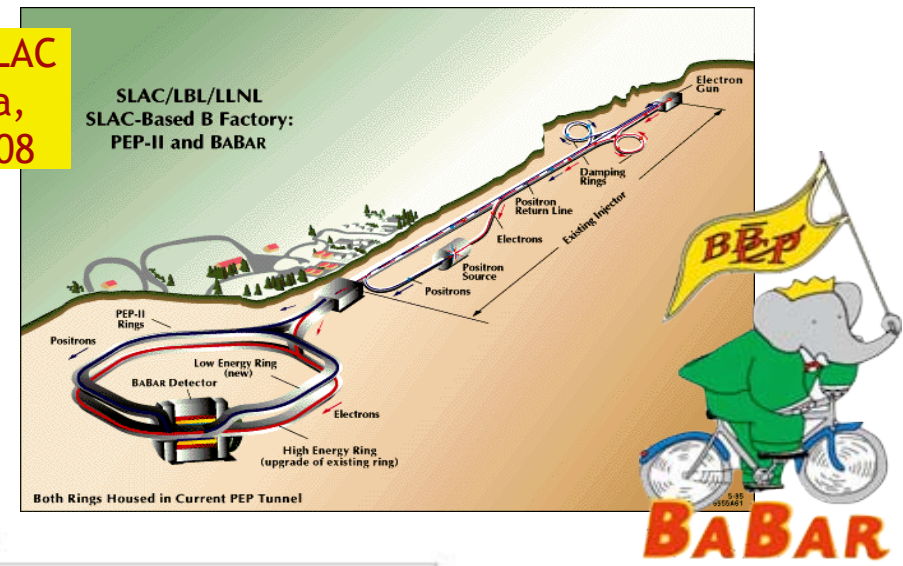 LAC
a,
08
SLAC/LBL/LLNL
SLAC-Based B Factory:
PEP-II and BABAR
Electron
Gun
Damping
Rings
Positron
Return Line
Existing Injector
Electrons
Positron
Source
Positrons
PEP-II
Rings
Positrons
Low Energy Ring
(new)
BABAR Detector
Electrons
High Energy Ring
(upgrade of existing ring)
Both Rings Housed in Current PEP Tunnel
5-95
BABAR